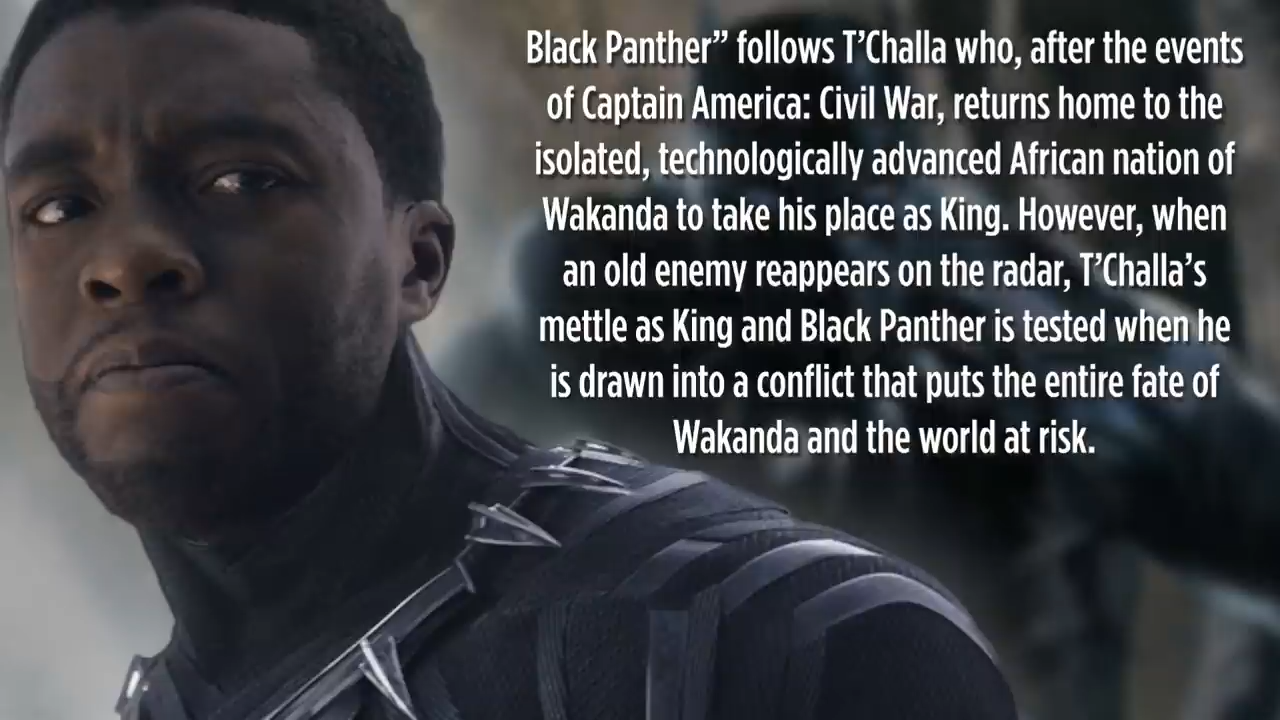 Black Panther” follows T’Challa who, after the events
of Captain America: Civil War, returns home to the
isolated, technologically advanced African nation of
Wakanda to take his place as King. However, when
an old enemy reappears on the radar, T’Challa’s
mettle as King and Black Panther is tested when he
is drawn into a conflict that puts the entire fate of
Wakanda and the world at risk.